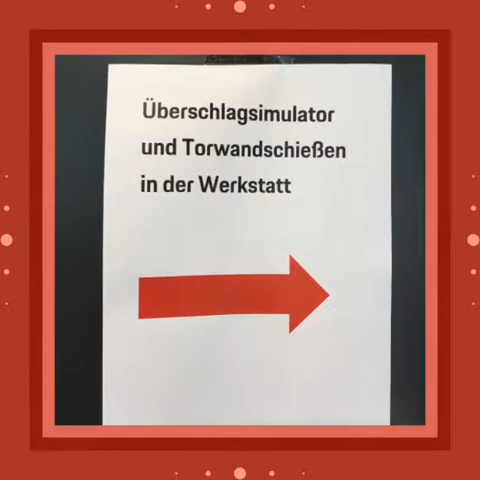 Überschlagsimulator
und Torwandschießen
in der Werkstatt